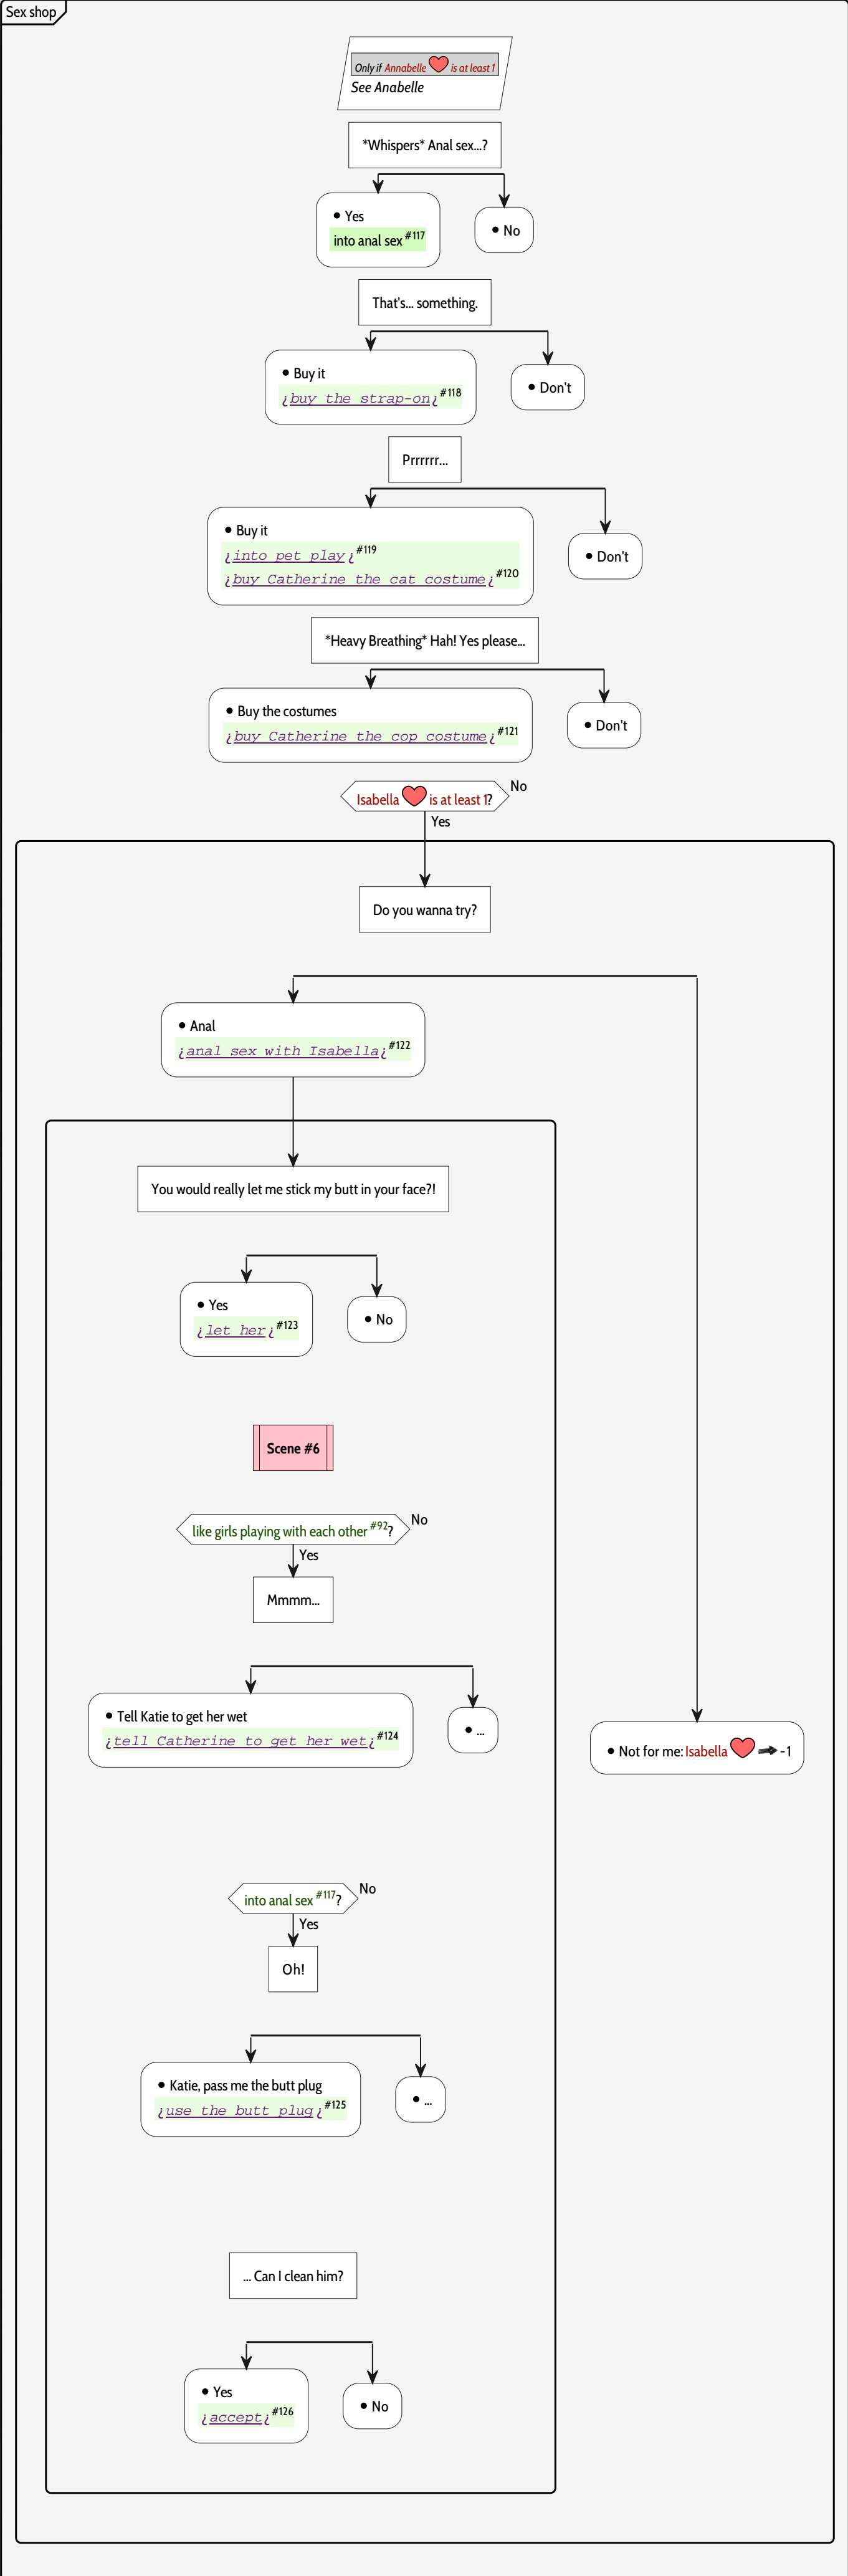 Sex shop
Only if Annabelle is at least 1
See Anabelle
*Whispers* Anal sex...?
• Yes
into anal sex #117
• No
That's... something.
• Buy it
¿buy the strap-on¿ #118
• Don't
Prrrrrr...
• Buy it
¿into pet play¿ #119
¿buy Catherine the cat costume¿ #120
• Don't
*Heavy Breathing* Hah! Yes please...
• Buy the costumes
¿buy Catherine the cop costume¿ #121
• Don't
Isabella is at least 1?
No
Yes
Do you wanna try?
• Anal
¿anal sex with Isabella¿ #122
You would really let me stick my butt in your face?!
• Yes
¿let her¿ #123
• No
Scene #6
like girls playing with each other #92?
No
Yes
Mmmm...
• Tell Katie to get her wet
¿tell Catherine to get her wet¿ #124
• ...
• Not for me: Isabella -1
into anal sex #117?
No
Yes
Oh!
• Katie, pass me the butt plug
¿use the butt plug¿ #125
• ...
... Can I clean him?
• Yes
¿accept¿ #126
• No